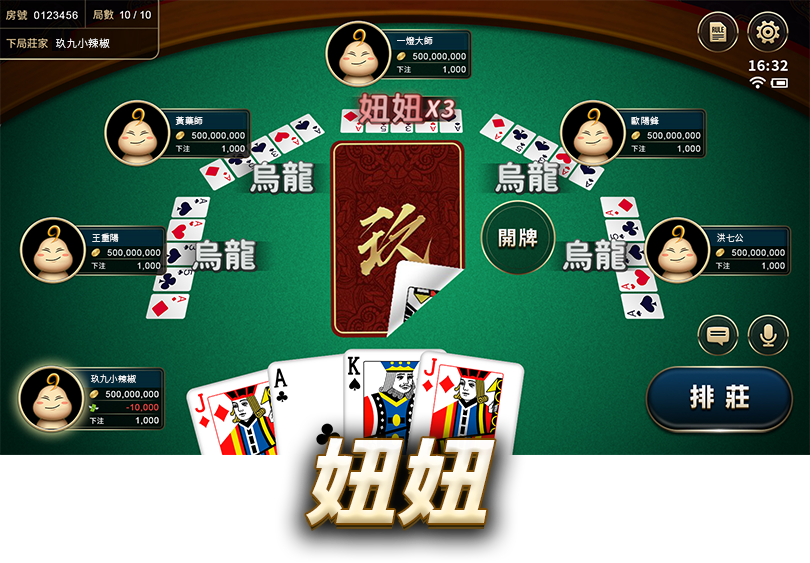 房號 0123456 局數 10 / 10
下局莊家 玖九小辣椒
RULE
16:32
一燈大師
500,000,000
下注 1,000
妞妞X3
黃藥師
500,000,000
下注 1,000
歐陽鋒
500,000,000
下注 1,000
烏龍
烏龍
王重陽
500,000,000
下注 1,000
烏龍
玖
開牌
烏龍
洪七公
500,000,000
下注 1,000
玖九小辣椒
500,000,000
-10,000
下注 1,000
J
A
K
J
排莊
妞妞